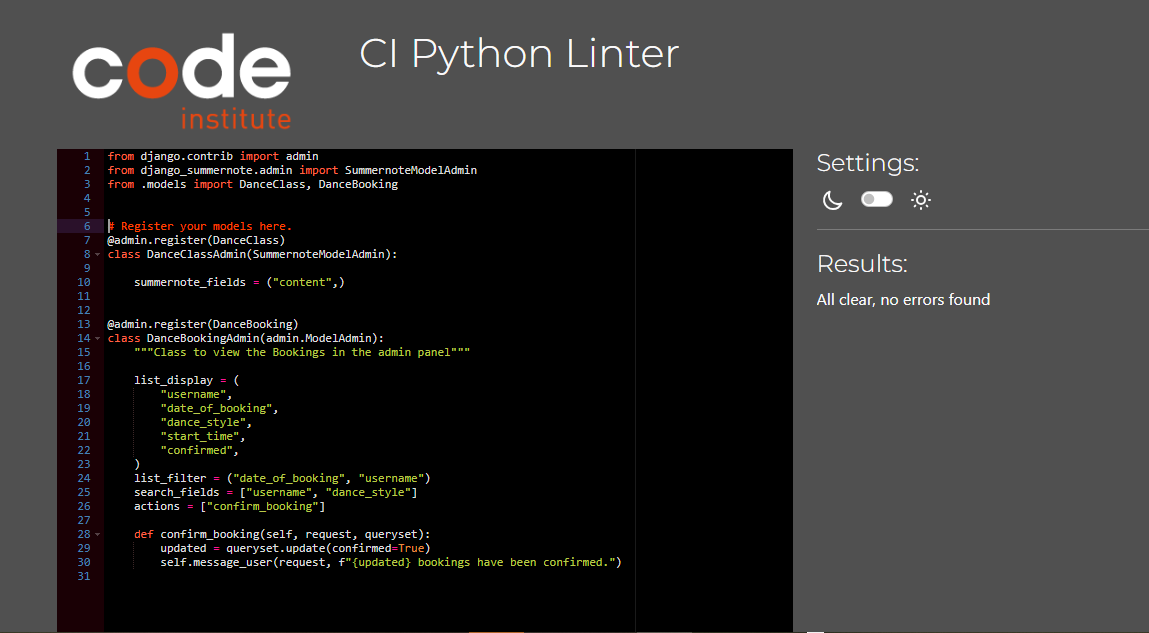 code
institute
CI Python Linter
1 from django.contrib import admin
2 from django_summernote.admin import SummernoteModelAdmin
3 from .models import DanceClass, DanceBooking
4
5
6 # Register your models here.
7 @admin.register(DanceClass)
8 class DanceClassAdmin(SummernoteModelAdmin):
9
10     summernote_fields = ("content",)
11
12
13 @admin.register(DanceBooking)
14 class DanceBookingAdmin(admin.ModelAdmin):
15     """Class to view the Bookings in the admin panel"""
16
17     list_display = (
18         "username",
19         "date_of_booking",
20         "dance_style",
21         "start_time",
22         "confirmed",
23     )
24     list_filter = ("date_of_booking", "username")
25     search_fields = ["username", "dance_style"]
26     actions = ["confirm_booking"]
27
28     def confirm_booking(self, request, queryset):
29         updated = queryset.update(confirmed=True)
30         self.message_user(request, f"{updated} bookings have been confirmed.")
31
Settings:
Results:
All clear, no errors found